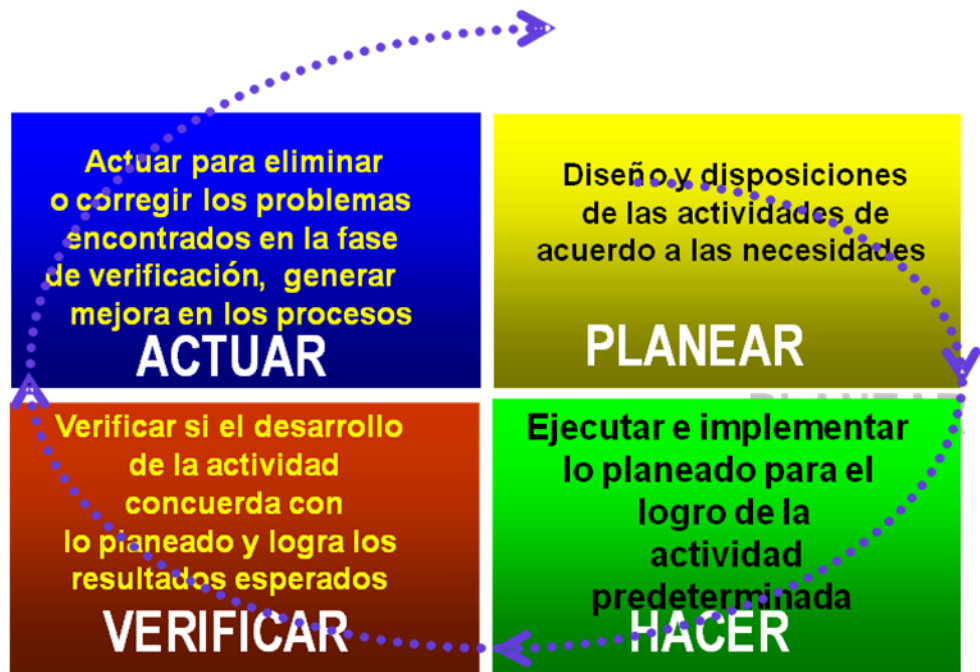 Actuar para eliminar
o corregir los problemas
encontrados en la fase
de verificación, generar
mejora en los procesos
ACTUAR
Diseño y disposiciones
de las actividades de
acuerdo a las necesidades
PLANEAR
PLANEAR
Verificar si el desarrollo
de la actividad
concuerda con
lo planeado y logra los
resultados esperados
VERIFICAR
Ejecutar e implementar
lo planeado para el
logro de la
actividad
predeterminada
HACER